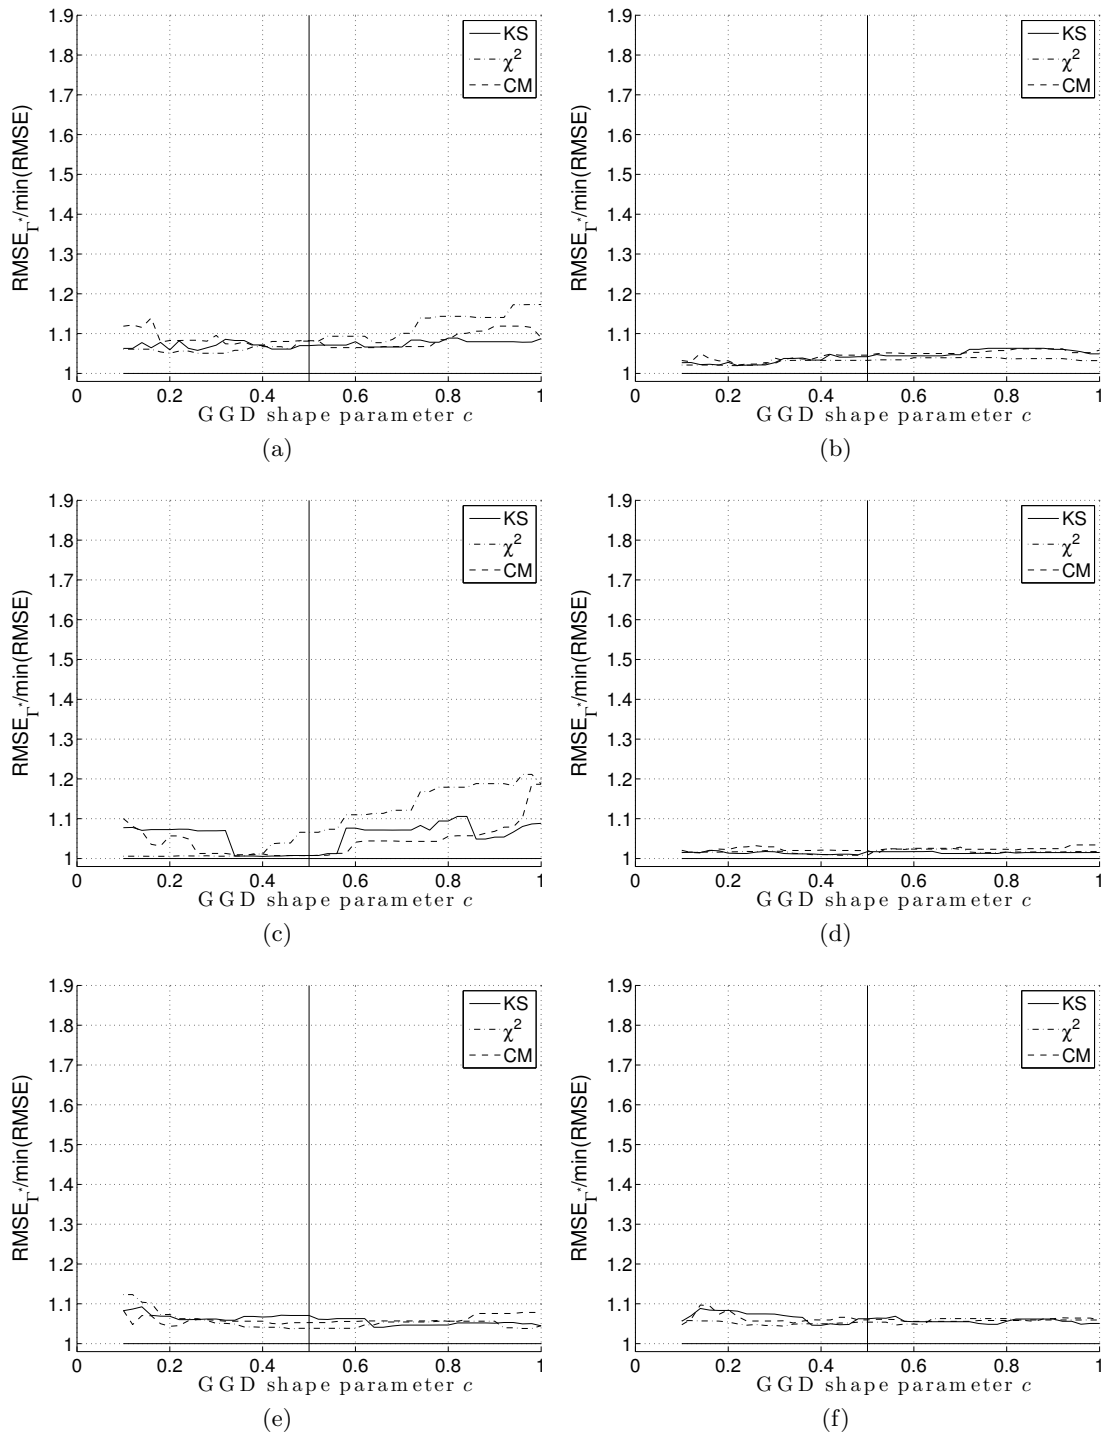 1.9
1.8
1.7
1.6
1.5
1.4
1.3
1.2
1.1
1
RMSE_Γ*/min(RMSE)
KS
χ²
CM
0 0.2 0.4 0.6 0.8 1
GGD shape parameter c
(a)
1.9
1.8
1.7
1.6
1.5
1.4
1.3
1.2
1.1
1
RMSE_Γ*/min(RMSE)
KS
χ²
CM
0 0.2 0.4 0.6 0.8 1
GGD shape parameter c
(b)
1.9
1.8
1.7
1.6
1.5
1.4
1.3
1.2
1.1
1
RMSE_Γ*/min(RMSE)
KS
χ²
CM
0 0.2 0.4 0.6 0.8 1
GGD shape parameter c
(c)
1.9
1.8
1.7
1.6
1.5
1.4
1.3
1.2
1.1
1
RMSE_Γ*/min(RMSE)
KS
χ²
CM
0 0.2 0.4 0.6 0.8 1
GGD shape parameter c
(d)
1.9
1.8
1.7
1.6
1.5
1.4
1.3
1.2
1.1
1
RMSE_Γ*/min(RMSE)
KS
χ²
CM
0 0.2 0.4 0.6 0.8 1
GGD shape parameter c
(e)
1.9
1.8
1.7
1.6
1.5
1.4
1.3
1.2
1.1
1
RMSE_Γ*/min(RMSE)
KS
χ²
CM
0 0.2 0.4 0.6 0.8 1
GGD shape parameter c
(f)